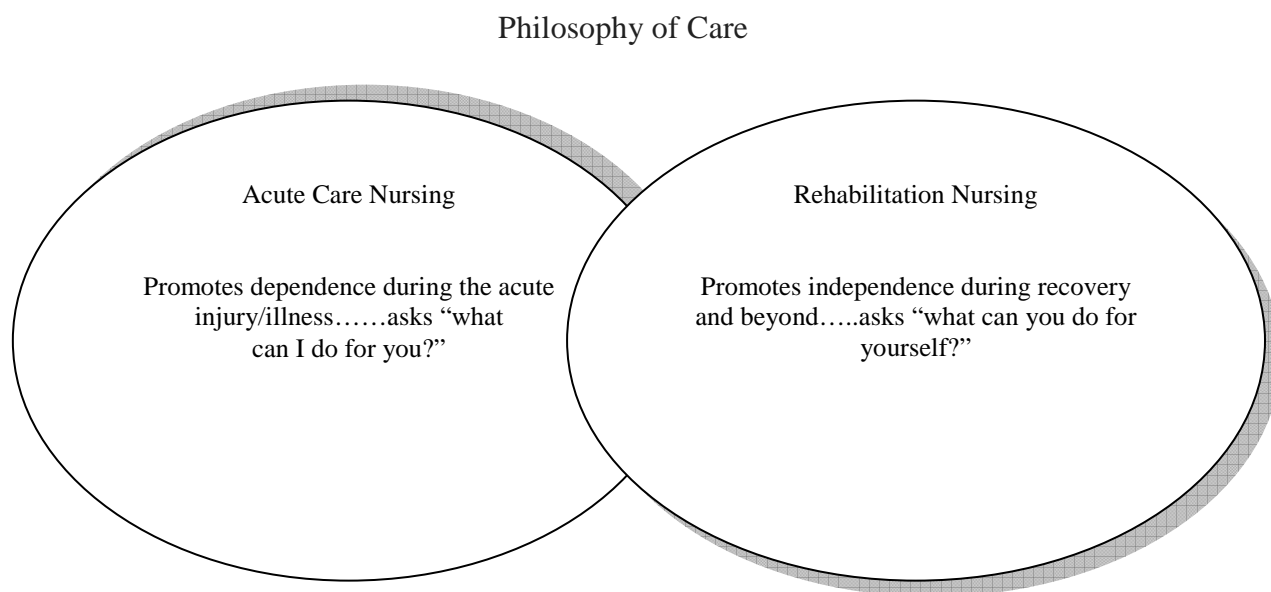 Philosophy of Care
Acute Care Nursing
Promotes dependence during the acute
injury/illness……asks “what
can I do for you?”
Rehabilitation Nursing
Promotes independence during recovery
and beyond…..asks “what can you do for
yourself?”